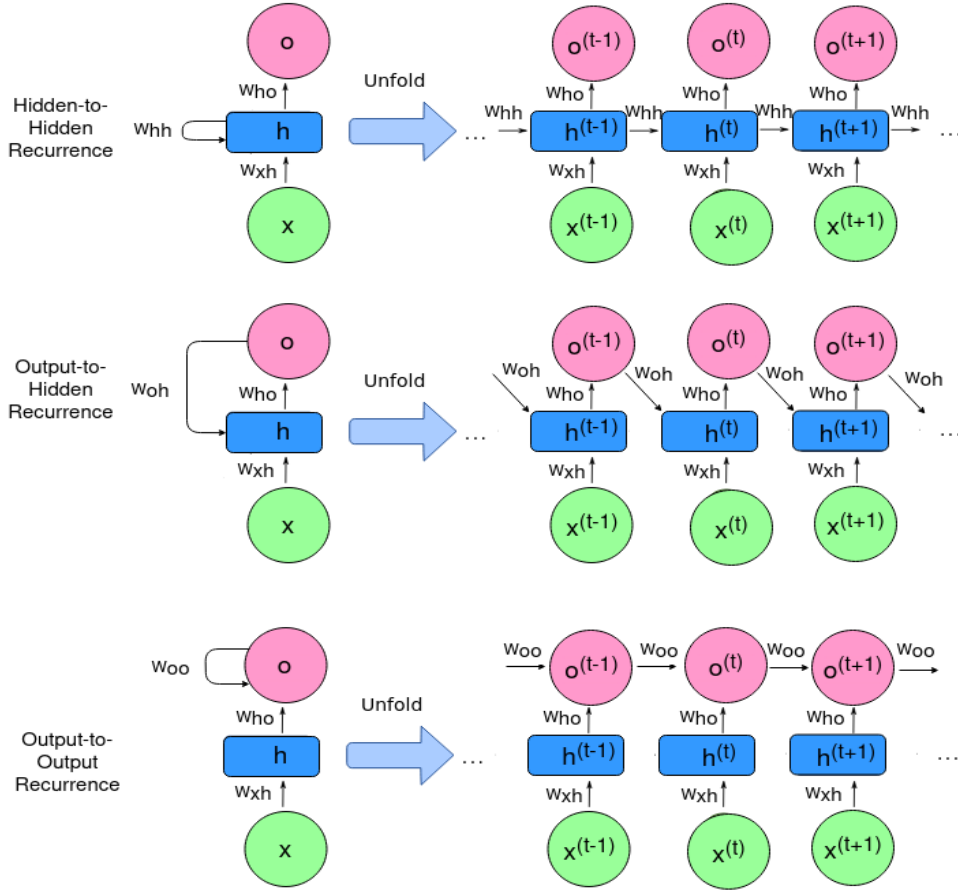 o
o(t-1)
o(t)
o(t+1)
Unfold
Hidden-to-
Hidden
Recurrence
who
who
who
who
whh
h
whh
whh
whh
whh
...
h(t-1)
h(t)
h(t+1)
...
wxh
wxh
wxh
wxh
x
x(t-1)
x(t)
x(t+1)
o
o(t-1)
o(t)
o(t+1)
Output-to-
Hidden
Recurrence
woh
Unfold
woh
woh
woh
woh
who
who
who
who
h
...
h(t-1)
h(t)
h(t+1)
...
wxh
wxh
wxh
wxh
x
x(t-1)
x(t)
x(t+1)
woo
o
woo
o(t-1)
woo
o(t)
woo
o(t+1)
woo
Unfold
who
who
who
who
Output-to-
Output
Recurrence
h
...
h(t-1)
h(t)
h(t+1)
...
wxh
wxh
wxh
wxh
x
x(t-1)
x(t)
x(t+1)